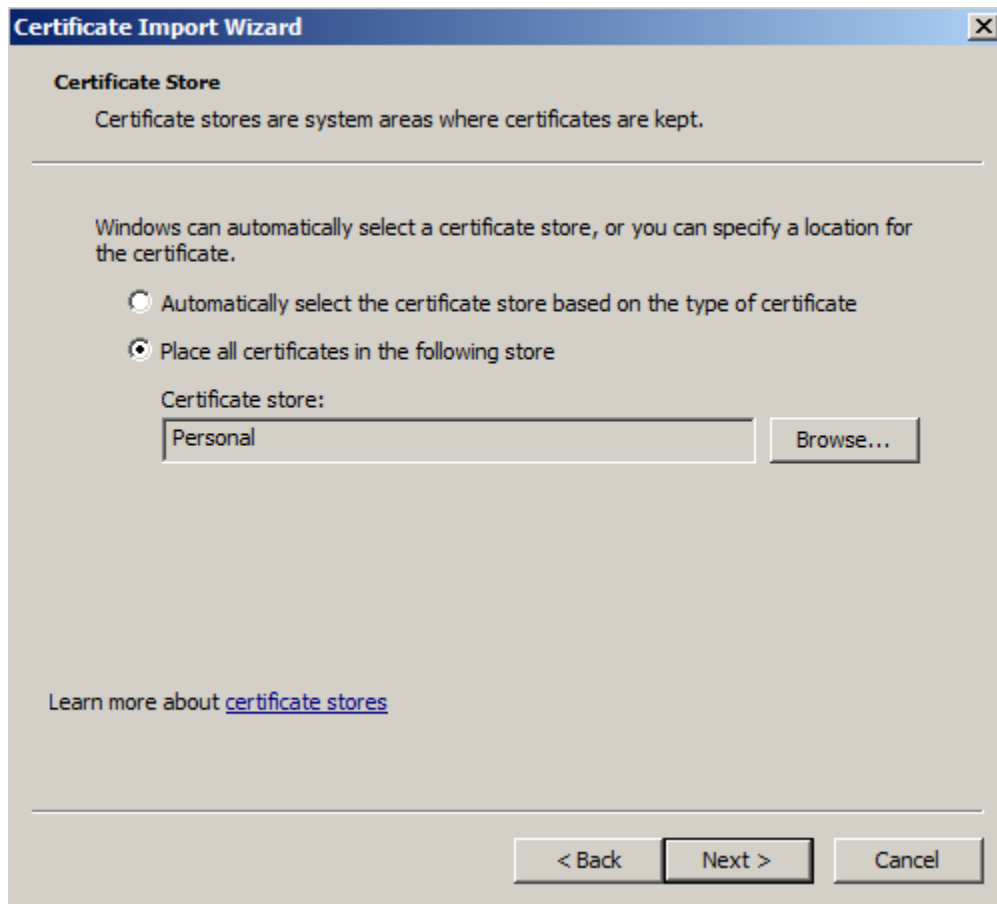 Certificate Import Wizard
Certificate Store
Certificate stores are system areas where certificates are kept.
Windows can automatically select a certificate store, or you can specify a location for
the certificate.
Automatically select the certificate store based on the type of certificate
Place all certificates in the following store
Certificate store:
Personal
Browse...
Learn more about certificate stores
< Back
Next >
Cancel